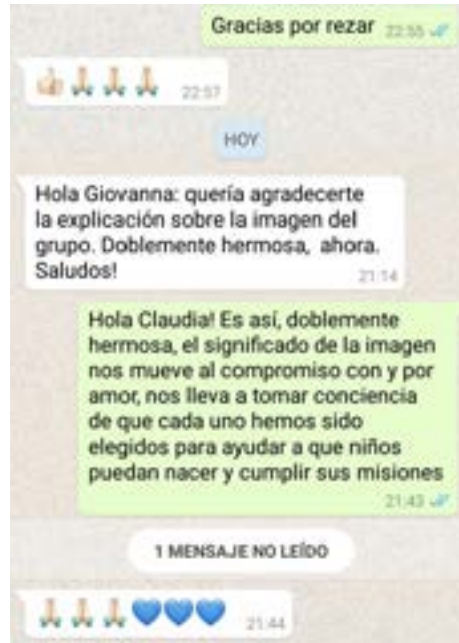 Gracias por rezar 22:55
👍🏻🙏🏻🙏🏻🙏🏻 22:57
HOY
Hola Giovanna: quería agradecerte
la explicación sobre la imagen del
grupo. Doblemente hermosa, ahora.
Saludos!
21:14
Hola Claudia! Es así, doblemente
hermosa, el significado de la imagen
nos mueve al compromiso con y por
amor, nos lleva a tomar conciencia
de que cada uno hemos sido
elegidos para ayudar a que niños
puedan nacer y cumplir sus misiones
21:43
1 MENSAJE NO LEÍDO
🙏🏻🙏🏻🙏🏻💙💙💙 21:44